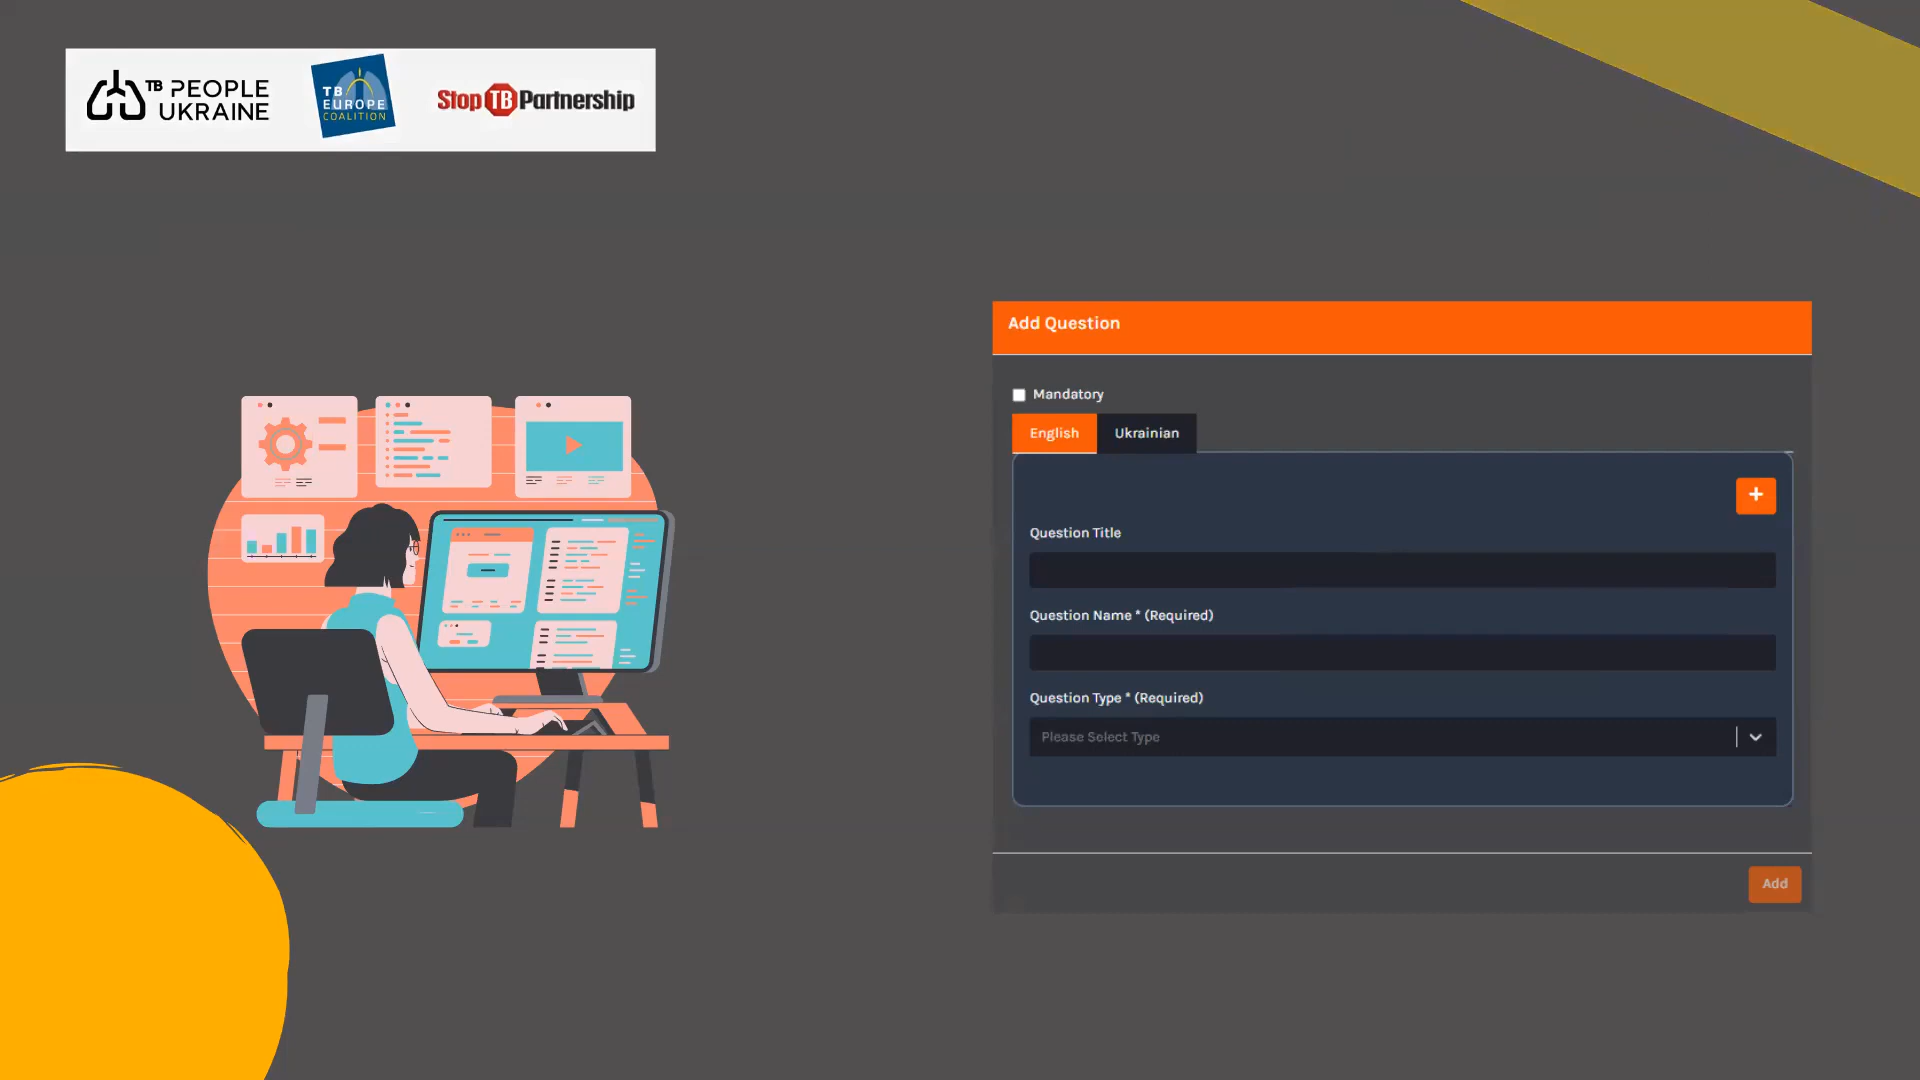 TB PEOPLE
UKRAINE
TB
EUROPE
COALITION
Stop TB Partnership
Add Question
Mandatory
English
Ukrainian
+
Question Title
Question Name * (Required)
Question Type * (Required)
Please Select Type
Add